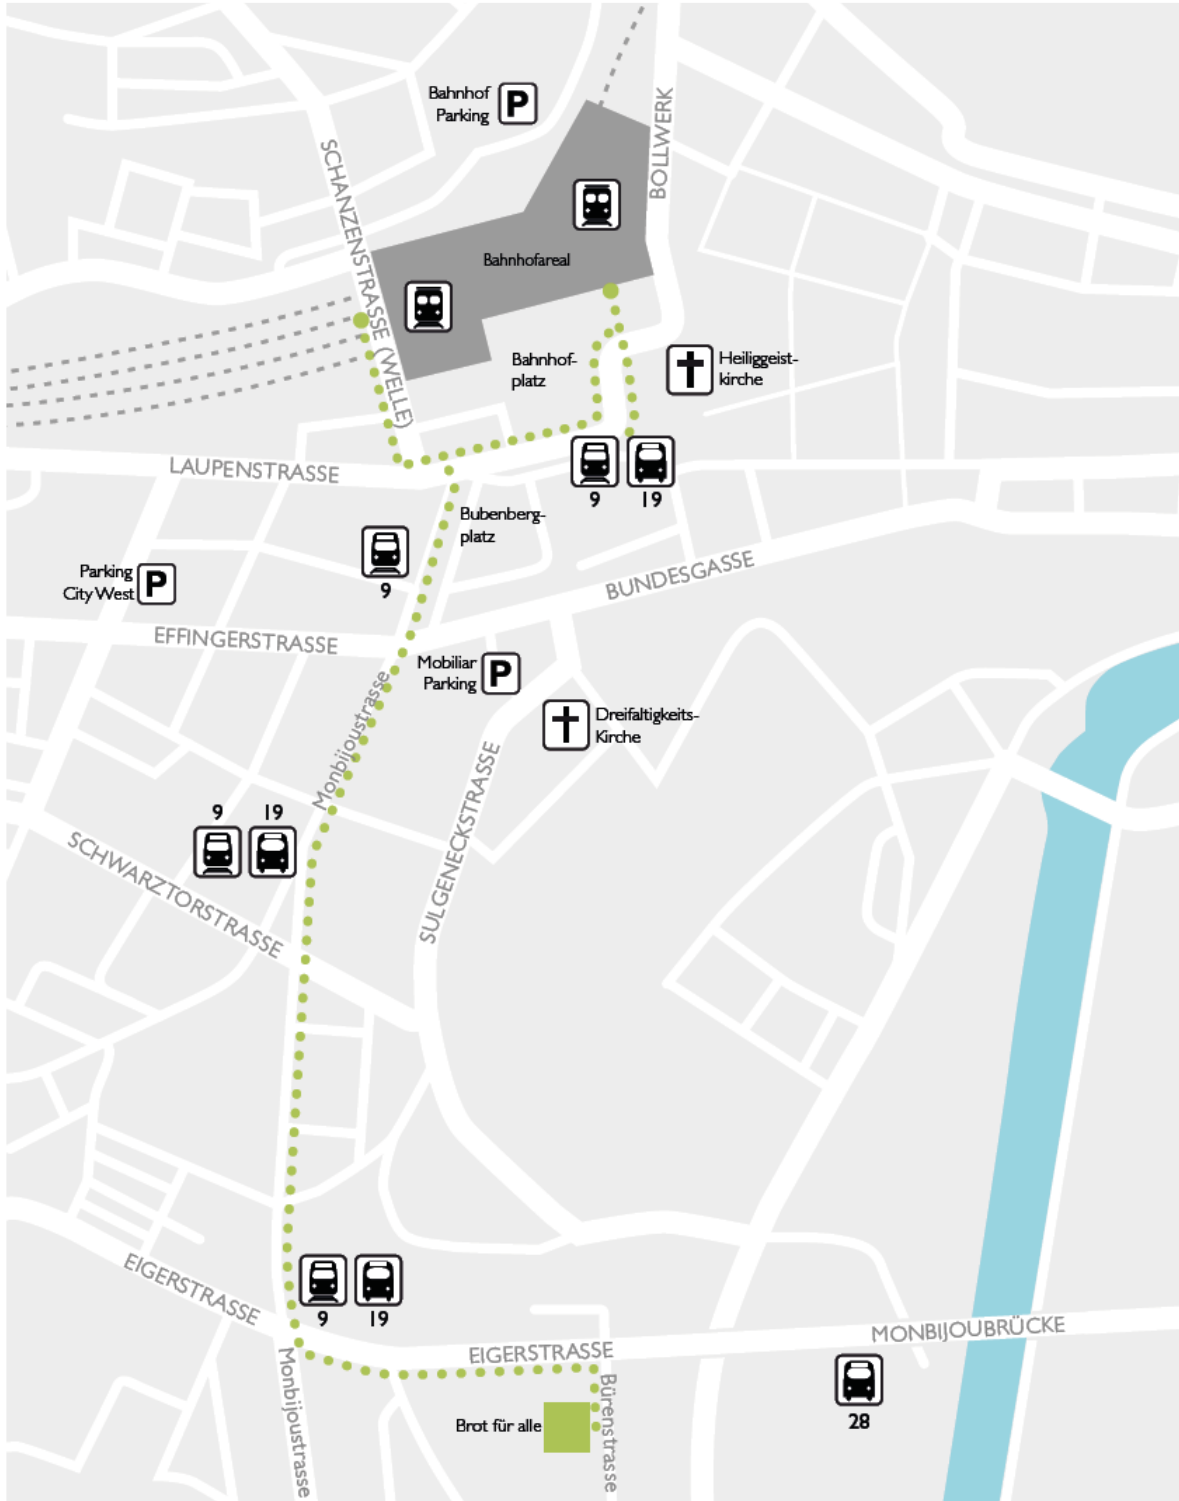 Bahnhof
Parking
P
BOLLWERK
SCHANZENSTRASSE (WELLE)
Bahnhofareal
Bahnhof-
platz
Heiliggeist-
kirche
LAUPENSTRASSE
9
19
Bubenberg-
platz
9
Parking
City West
P
BUNDESGASSE
EFFINGERSTRASSE
Mobiliar
Parking
P
Monbijoustrasse
Dreifaltigkeits-
Kirche
SULGENECKSTRASSE
9
19
SCHWARZTORSTRASSE
EIGERSTRASSE
9
19
MONBIJOUBRÜCKE
EIGERSTRASSE
Monbijoustrasse
Bürenstrasse
28
Brot für alle